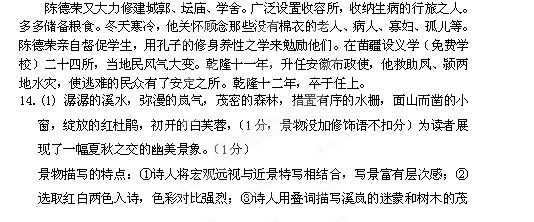 陈德荣又大力修建城郭、坛庙、学舍。广泛设置收容所，收纳生病的行旅之人。
多多储备粮食。冬天寒冷，他关怀顾念那些没有棉衣的老人、病人、寡妇、孤儿等。
陈德荣亲自督促学生，用孔子的修身养性之学来勉励他们。在苗疆设义学（免费学
校）二十四所，当地民风气大变。乾隆十一年，升任安徽布政使，他救助凤、颍两
地水灾，使逃难的民众有了安定之所。乾隆十二年，卒于任上。
14.(1) 潺潺的溪水，弥漫的岚气，茂密的森林，措置有序的水栅，面山而凿的小
窗，绽放的红杜鹃，初开的白芙蓉，（1 分，景物没加修饰语不扣分）为读者展
现了一幅夏秋之交的幽美景象。（1 分）
景物描写的特点：①诗人将宏观远视与近景特写相结合，写景富有层次感；②
选取红白两色入诗，色彩对比强烈；③诗人用叠词描写溪岚的迷蒙和树木的茂